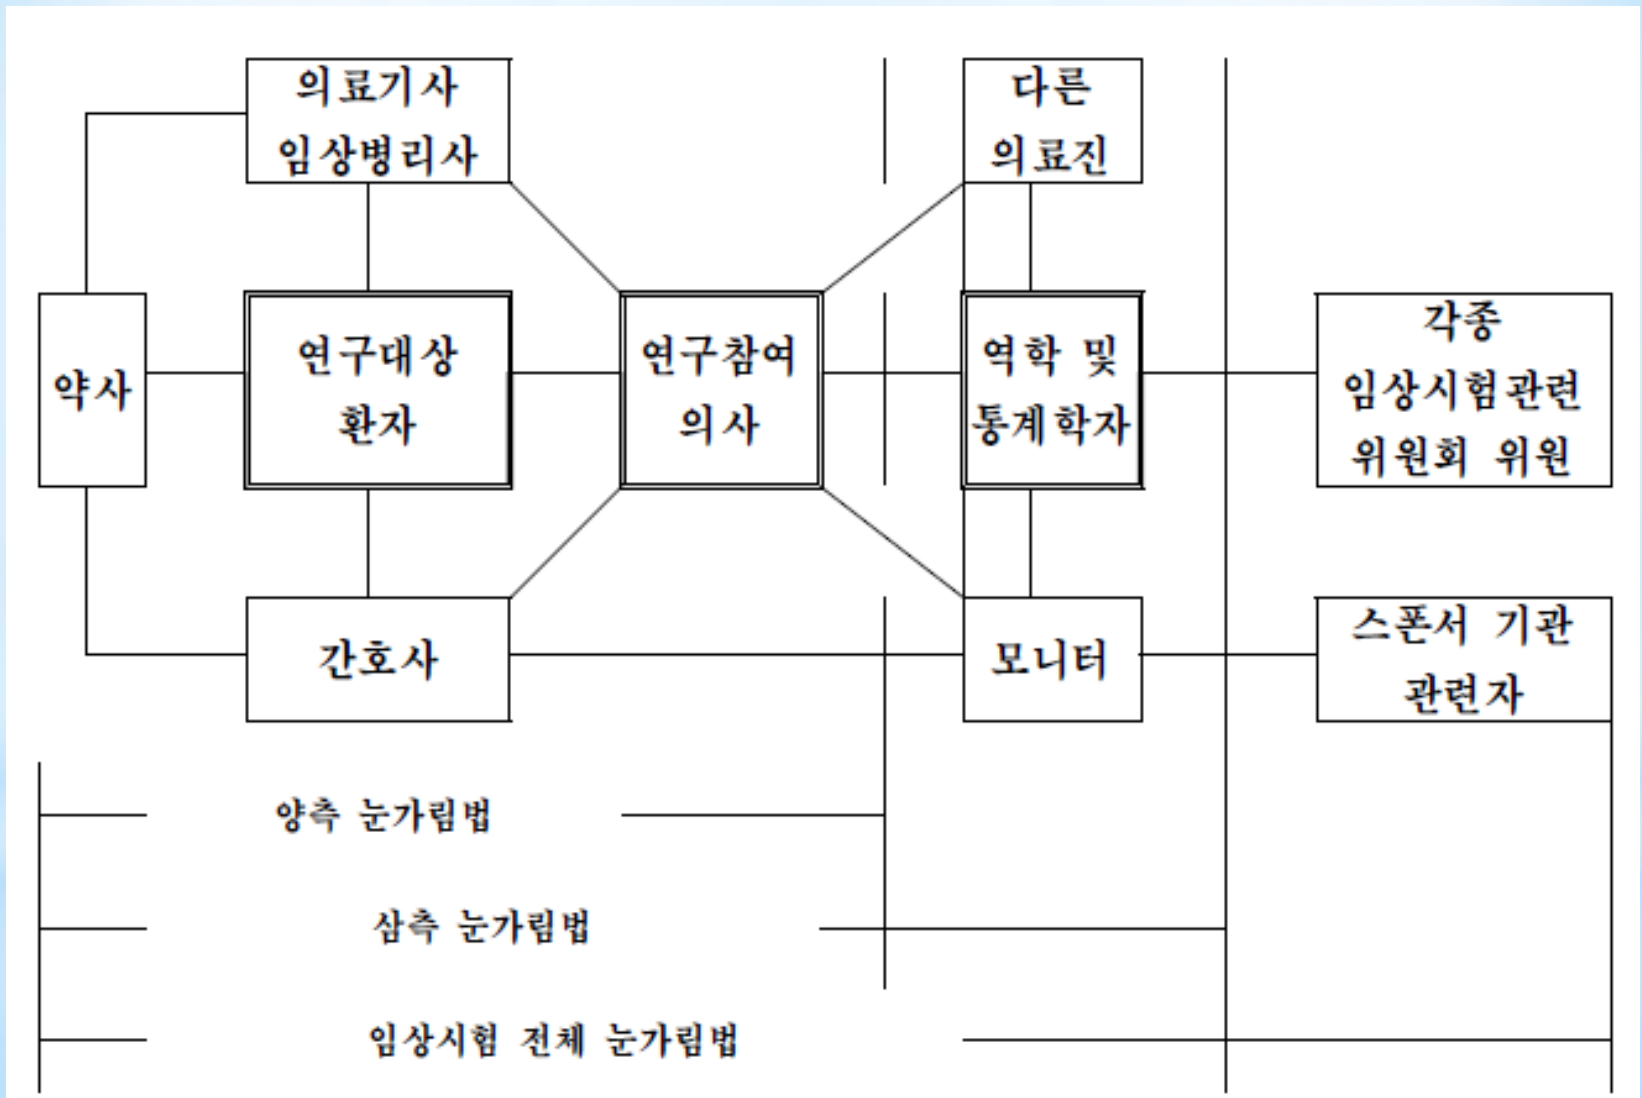 의료기사
임상병리사
다른
의료진
약사
연구대상
환자
연구참여
의사
역학 및
통계학자
각종
임상시험관련
위원회 위원
간호사
모니터
스폰서 기관
관련자
양측 눈가림법
삼측 눈가림법
임상시험 전체 눈가림법